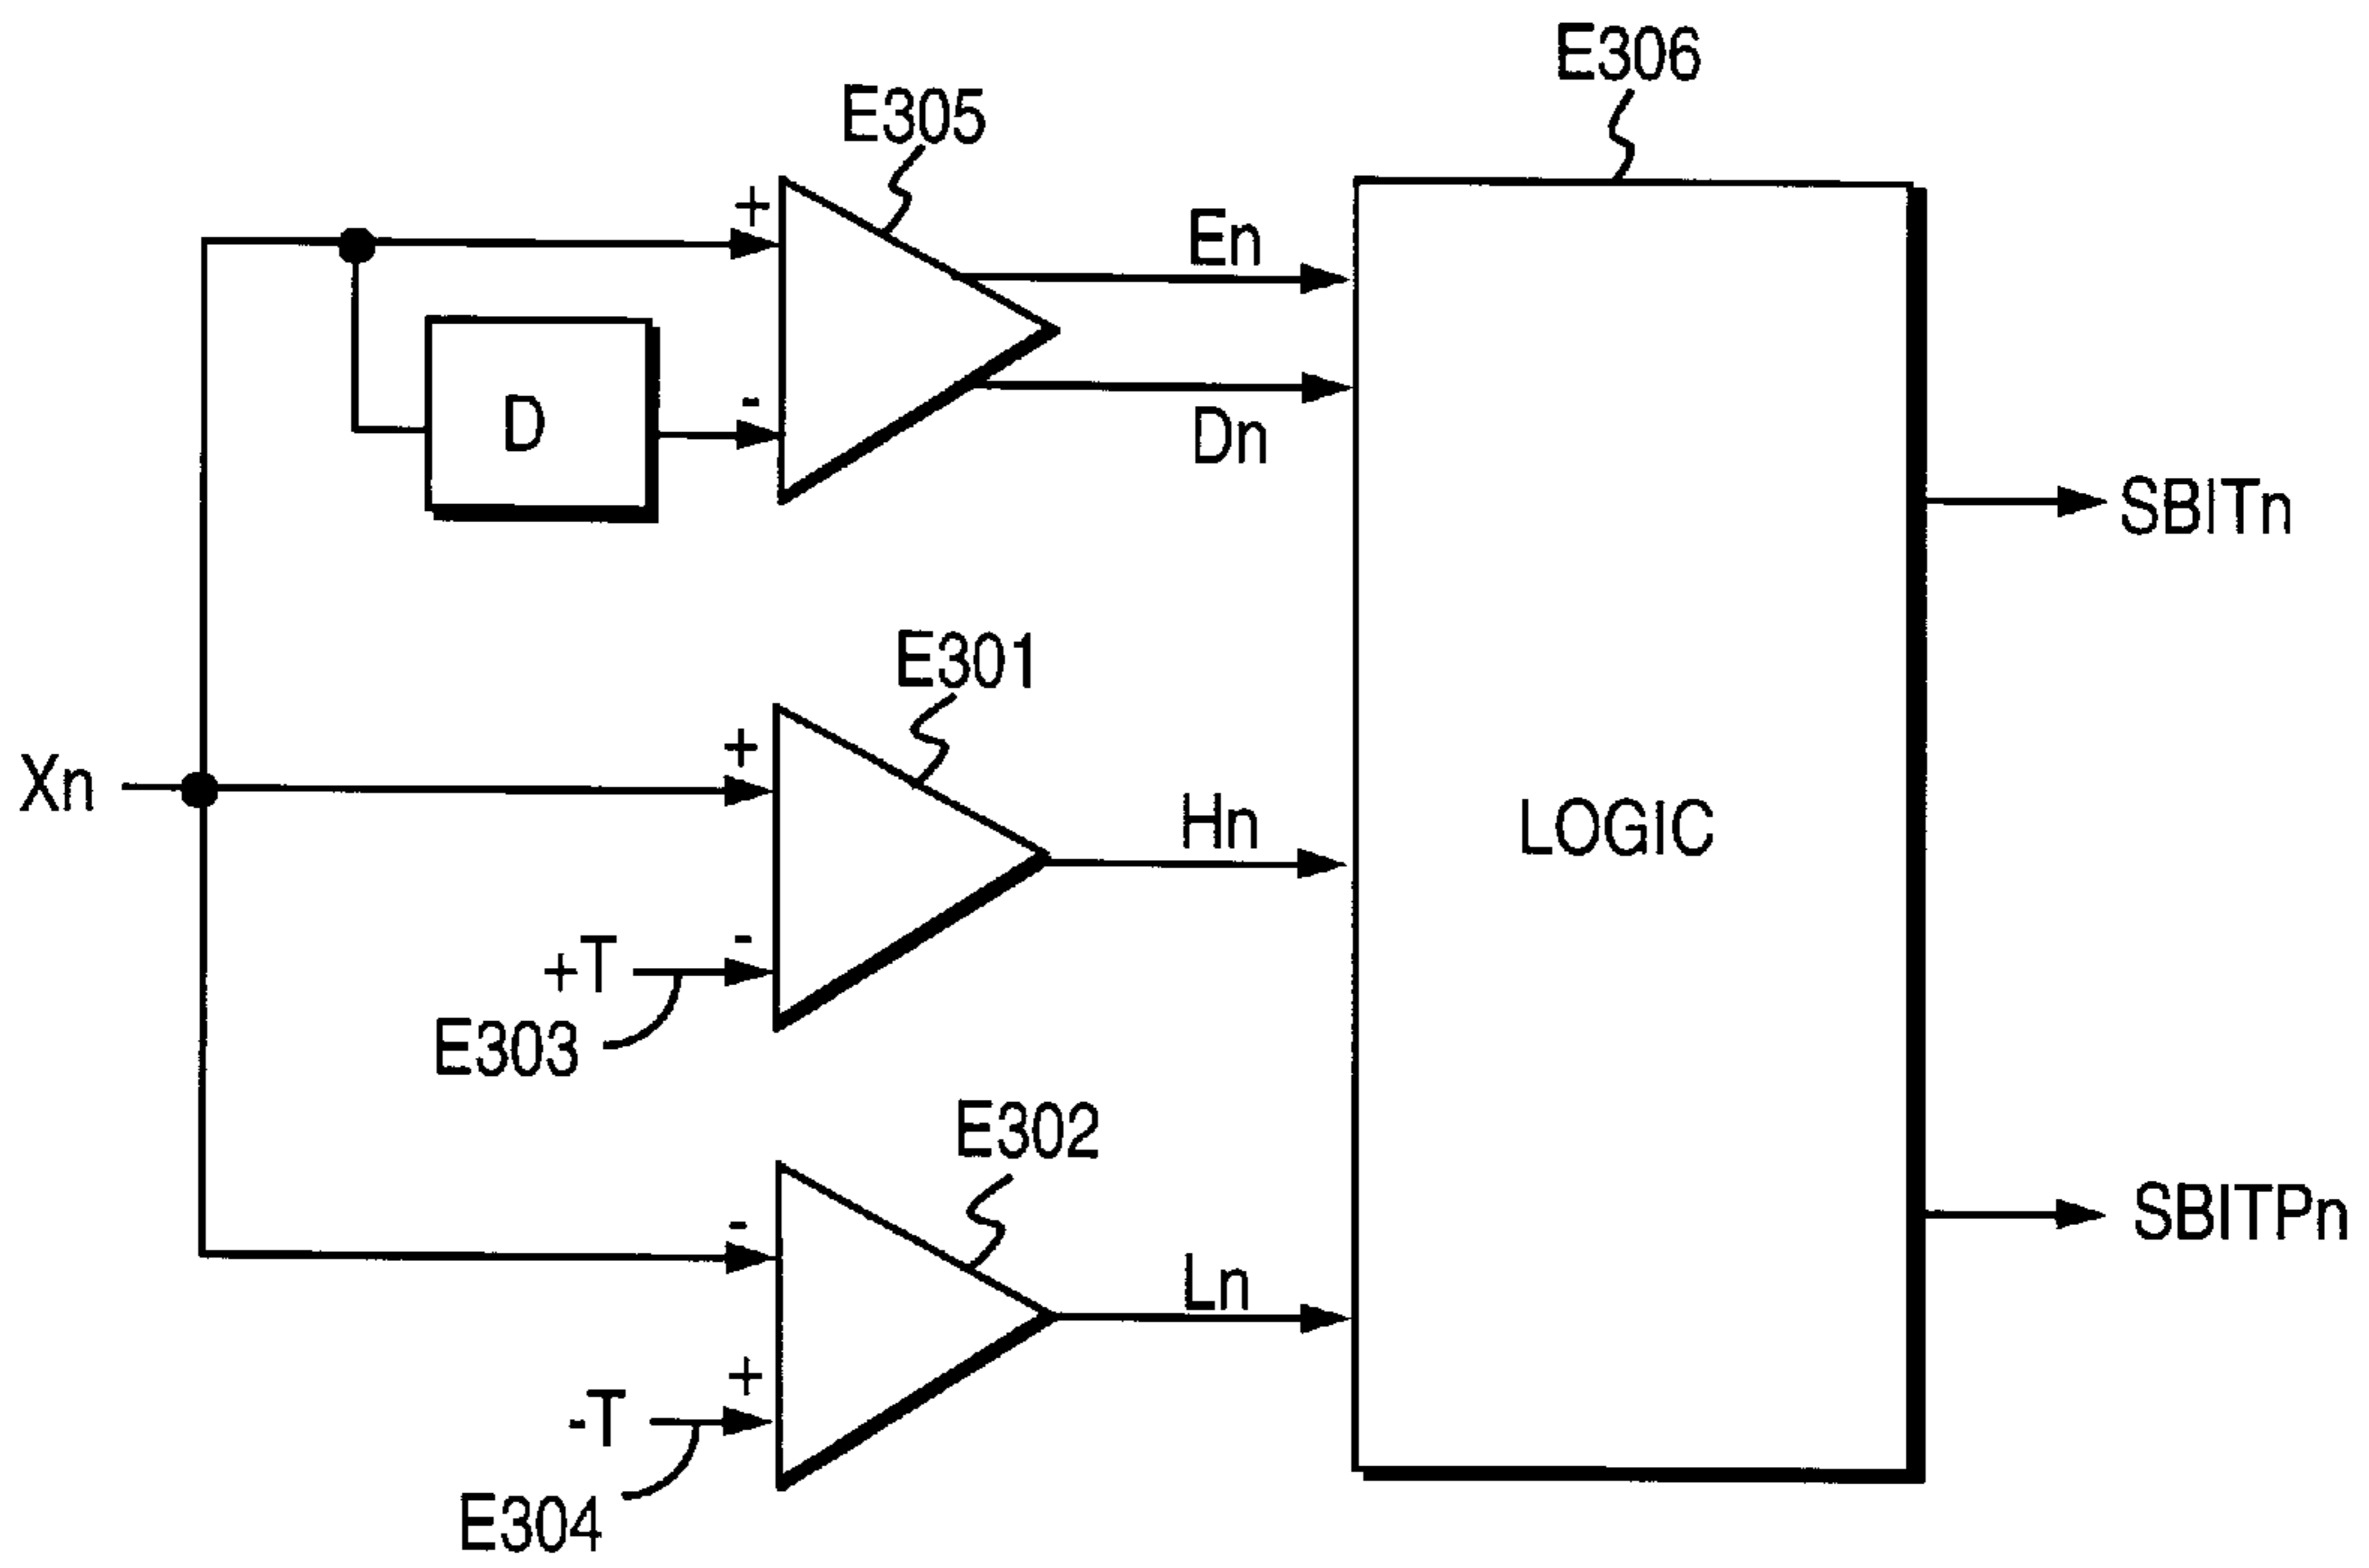 E306
E305
+
En
-
D
Dn
SBITn
E301
+
Xn
Hn
LOGIC
+T
-
E303
E302
-
SBITPn
Ln
+
-T
E304